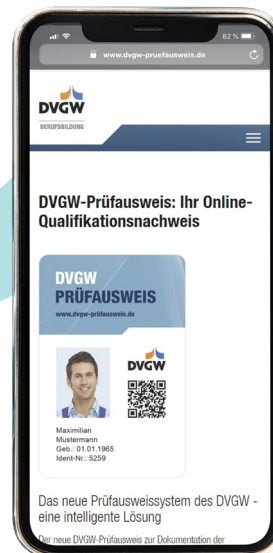 82 %
www.dvgw-pruefausweis.de
DVGW
BERUFSBILDUNG
DVGW-Prüfausweis: Ihr Online-
Qualifikationsnachweis
DVGW
PRÜFAUSWEIS
www.dvgw-prüfausweis.de
DVGW
Maximilian
Mustermann
Geb.: 01.01.1965
Ident-Nr.: 5259
Das neue Prüfausweissystem des DVGW -
eine intelligente Lösung
Der neue DVGW-Prüfausweis zur Dokumentation der